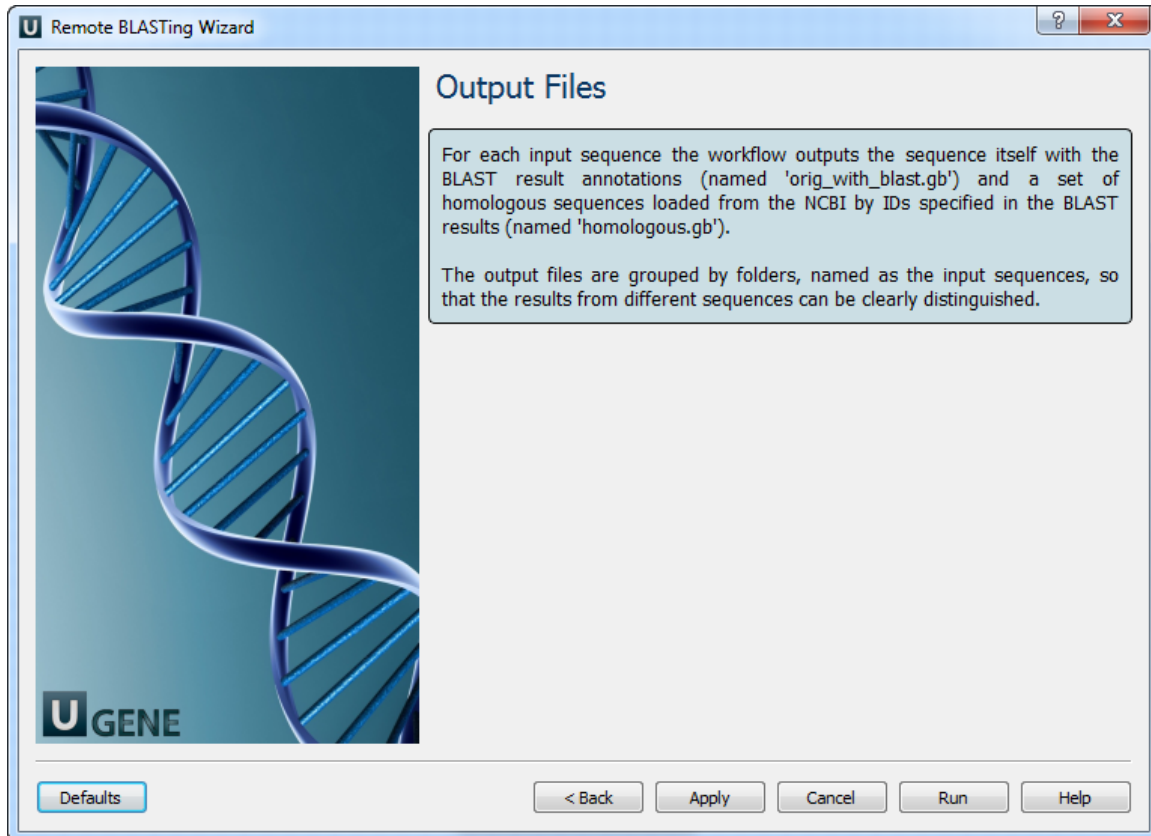 U Remote BLASTing Wizard ? X
Output Files
For each input sequence the workflow outputs the sequence itself with the
BLAST result annotations (named 'orig_with_blast.gb') and a set of
homologous sequences loaded from the NCBI by IDs specified in the BLAST
results (named 'homologous.gb').
The output files are grouped by folders, named as the input sequences, so
that the results from different sequences can be clearly distinguished.
U GENE
Defaults < Back Apply Cancel Run Help